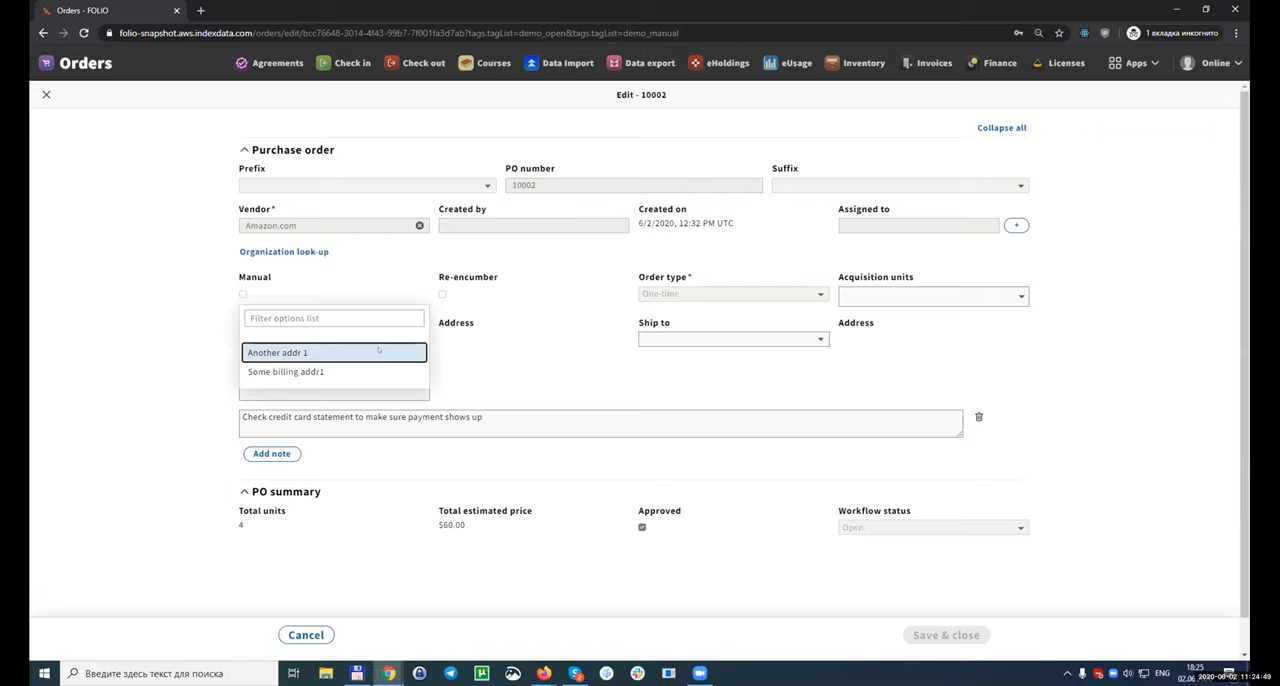 Orders - FOLIO
folio-snapshot.aws.indexdata.com/orders/edit/bcc76648-3014-4f43-99b7-7f001fa3d7ab?tags.tagList=demo_open&tags.tagList=demo_manual
1 вкладка инкогнито
Orders
Agreements
Check in
Check out
Courses
Data Import
Data export
eHoldings
eUsage
Inventory
Invoices
Finance
Licenses
Apps
Online
Edit - 10002
Collapse all
Purchase order
Prefix
PO number
Suffix
10002
Vendor*
Created by
Created on
Assigned to
Amazon.com
6/2/2020, 12:32 PM UTC
+
Organization look-up
Manual
Re-encumber
Order type*
Acquisition units
One-time
Filter options list
Address
Ship to
Address
Another addr 1
Some billing addr1
Check credit card statement to make sure payment shows up
Add note
PO summary
Total units
Total estimated price
Approved
Workflow status
4
$60.00
Open
Cancel
Save & close
Введите здесь текст для поиска
ENG
18:25
2020-06-02 11:24:49